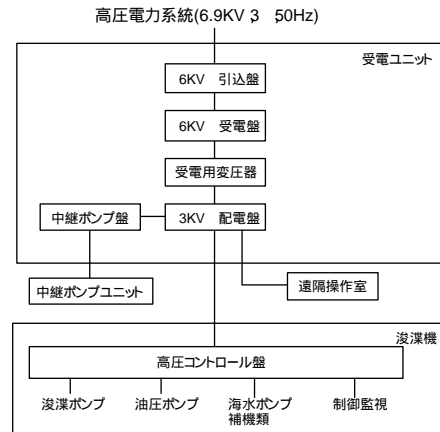 高圧電力系統(6.9KV 3 50Hz)
受電ユニット
6KV 引込盤
6KV 受電盤
受電用変圧器
中継ポンプ盤
3KV 配電盤
中継ポンプユニット
遠隔操作室
浚渫機
高圧コントロール盤
浚渫ポンプ
油圧ポンプ
海水ポンプ
補機類
制御監視